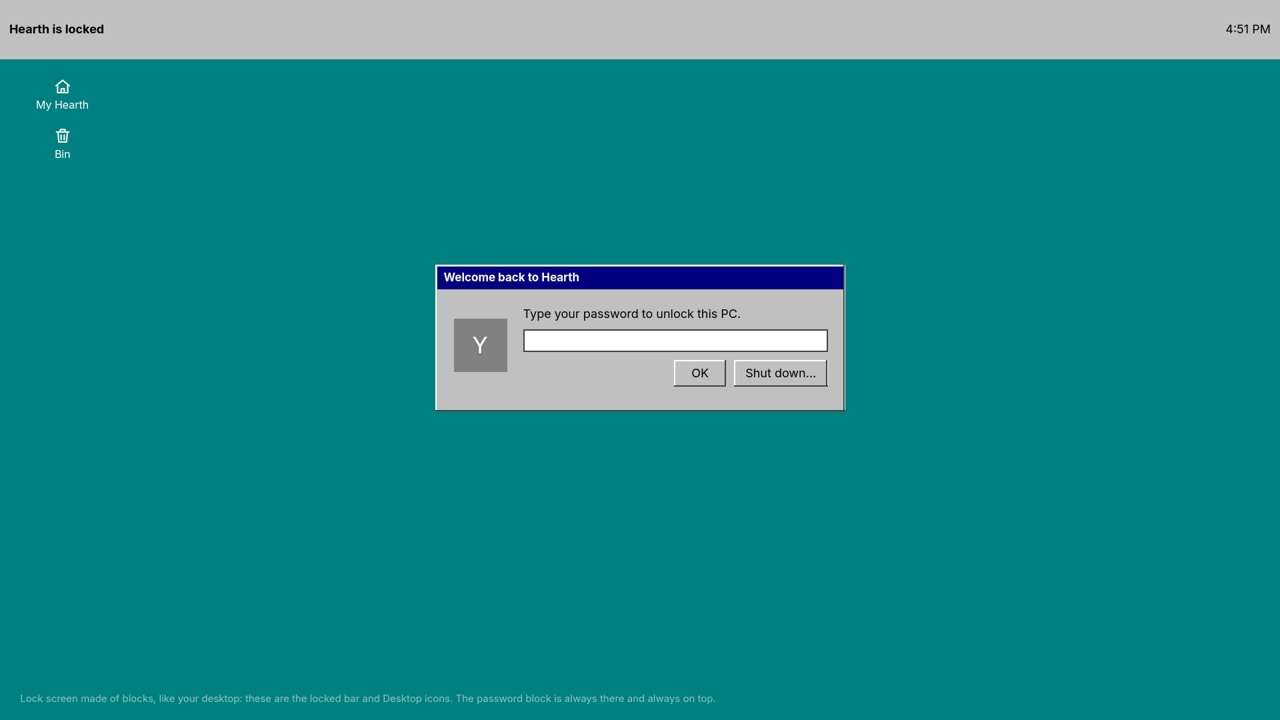 Hearth is locked
4:51 PM
My Hearth
Bin
Welcome back to Hearth
Type your password to unlock this PC.
Y
OK
Shut down...
Lock screen made of blocks, like your desktop: these are the locked bar and Desktop icons. The password block is always there and always on top.